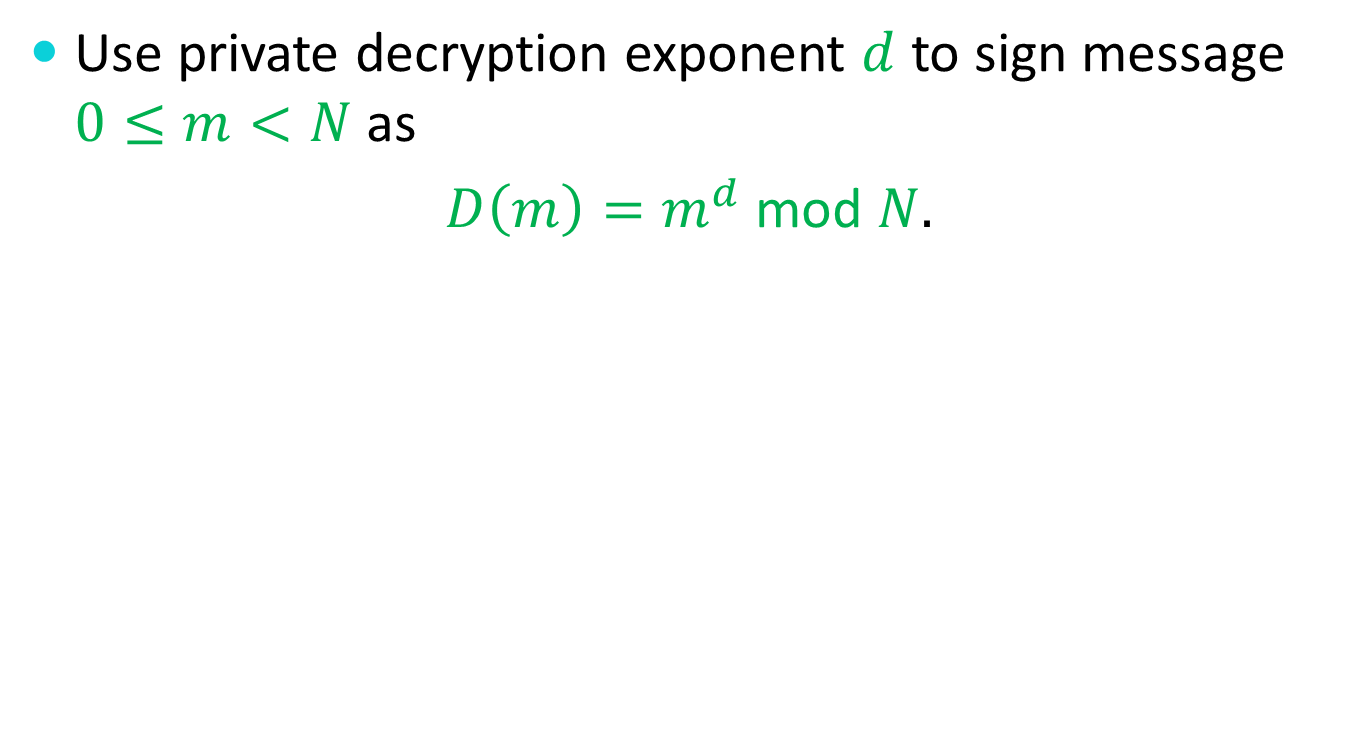 • Use private decryption exponent 𝑑 to sign message
0 ≤ 𝑚 < 𝑁 as
𝐷(𝑚) = 𝑚^𝑑 mod 𝑁.